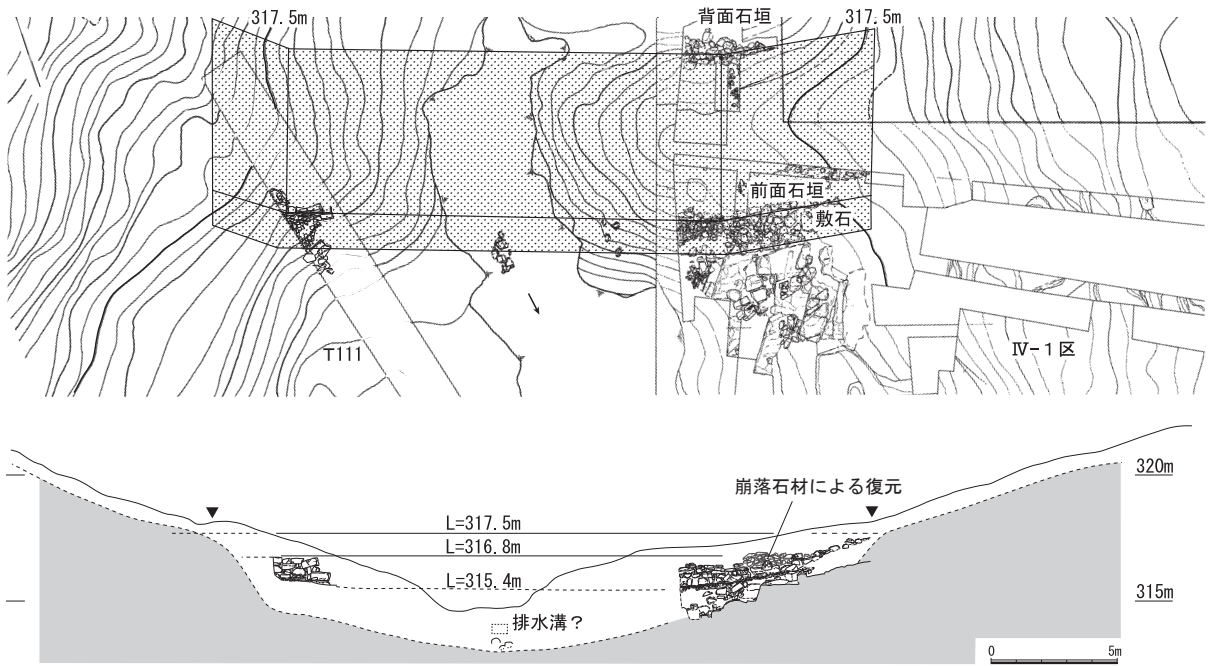 317.5m
背面石垣
317.5m
前面石垣
敷石
T111
Ⅳ-1区
320m
崩落石材による復元
L=317.5m
L=316.8m
L=315.4m
315m
排水溝？
0 5m